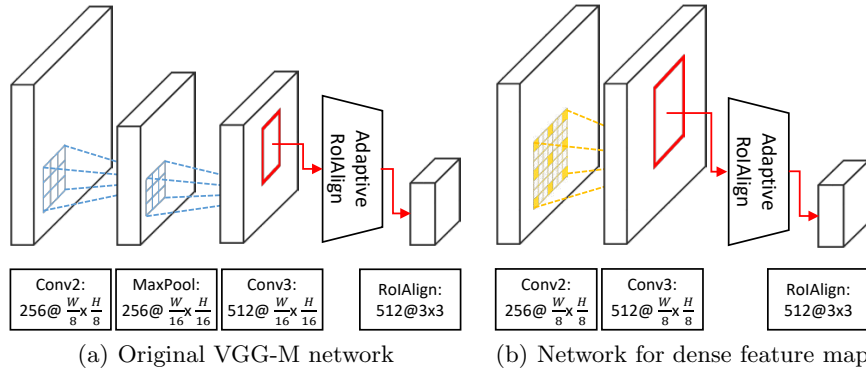 Adaptive
RoIAlign
Adaptive
RoIAlign
Conv2:
256@ W/8 x H/8
MaxPool:
256@ W/16 x H/16
Conv3:
512@ W/16 x H/16
RoIAlign:
512@3x3
Conv2:
256@ W/8 x H/8
Conv3:
512@ W/8 x H/8
RoIAlign:
512@3x3
(a) Original VGG-M network
(b) Network for dense feature map